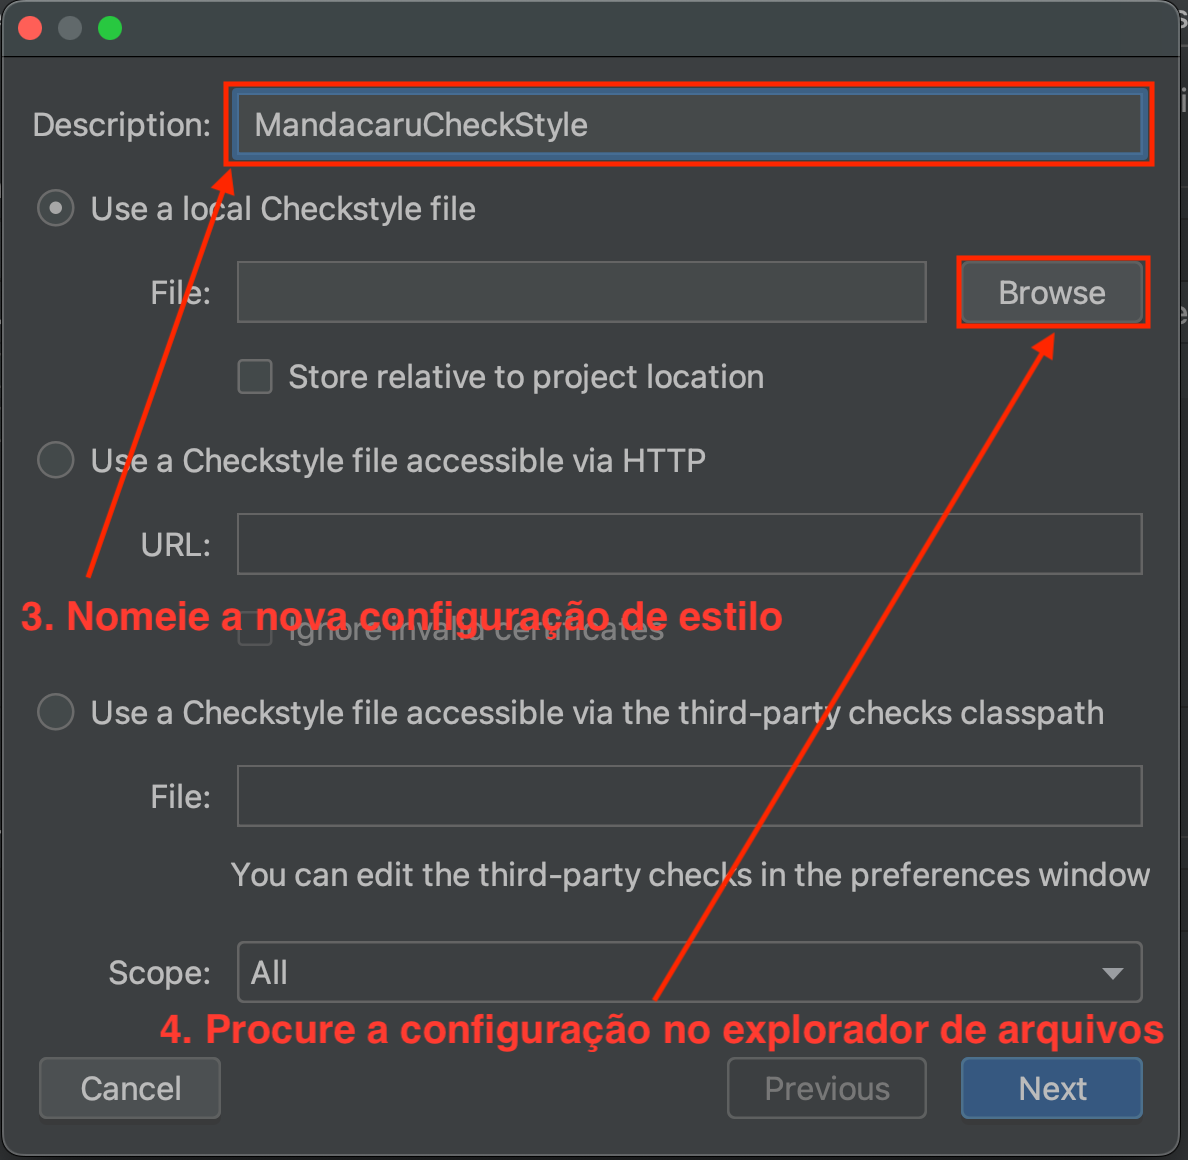 Description: MandacaruCheckStyle
Use a local Checkstyle file
File: Browse
Store relative to project location
Use a Checkstyle file accessible via HTTP
URL:
3. Nomeie a nova configuração de estilo
Ignore invalid certificates
Use a Checkstyle file accessible via the third-party checks classpath
File:
You can edit the third-party checks in the preferences window
Scope: All
4. Procure a configuração no explorador de arquivos
Cancel Previous Next